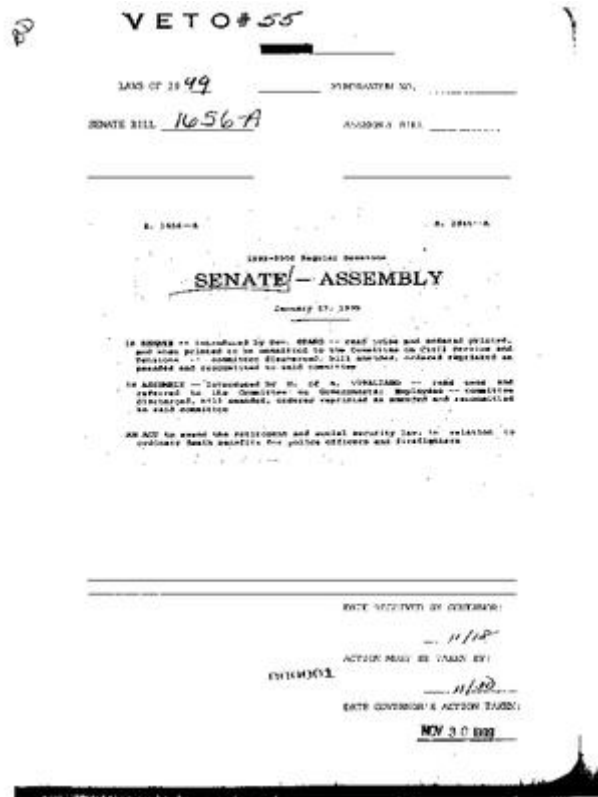 VETO # 55
LAWS OF 19 99
SENATE BILL 1656-A
ASSEMBLY BILL
S. 1656--A
1999-2000 Regular Sessions
SENATE - ASSEMBLY
January 27, 1999
IN SENATE -- Introduced by Sen. -- read twice and ordered printed,
and when printed to be committed to the Committee on Civil Service and
Pensions -- committee discharged, bill amended, ordered reprinted as
amended and recommitted to said committee
IN ASSEMBLY -- Introduced by M. of A. VITALIANO -- read once and
referred to the Committee on Governmental Employees -- committee
discharged, bill amended, ordered reprinted as amended and recommitted
to said committee
AN ACT to amend the retirement and social security law, in relation to
ordinary death benefits for police officers and firefighters
DATE RECEIVED BY GOVERNOR:
11/18
ACTION MUST BE TAKEN BY:
000001
DATE GOVERNOR'S ACTION TAKEN:
NOV 30 1999